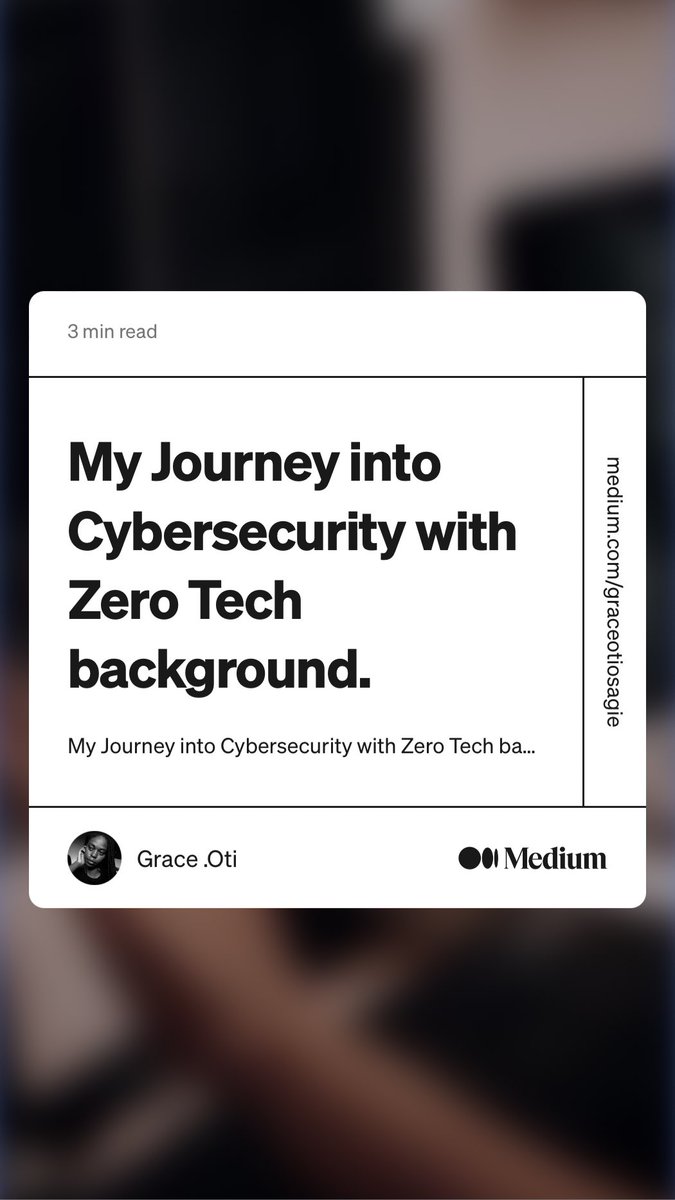 3 min read
My Journey into
Cybersecurity with
Zero Tech
background.
My Journey into Cybersecurity with Zero Tech ba...
medium.com/graceotiosagie
Grace .Oti
Medium